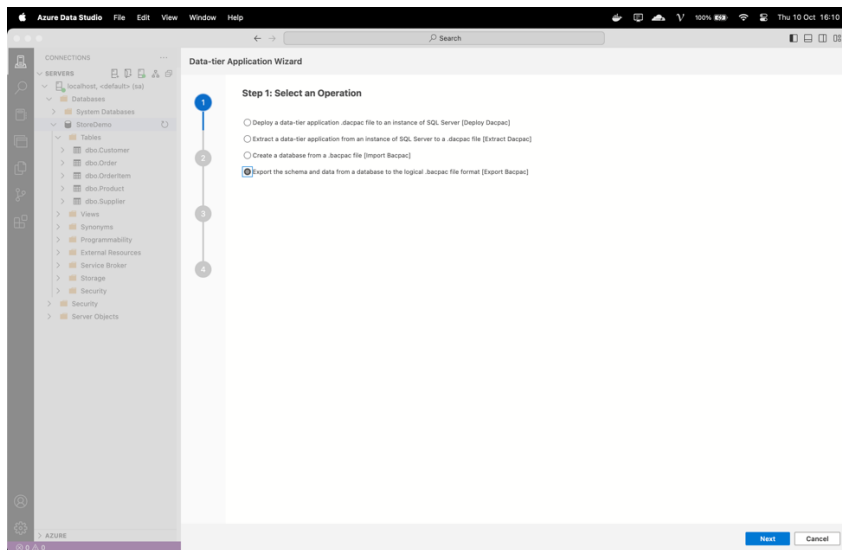 Azure Data Studio File Edit View Window Help 100% Thu 10 Oct 16:10
Search
CONNECTIONS
SERVERS
localhost, <default> (sa)
Databases
System Databases
StoreDemo
Tables
dbo.Customer
dbo.Order
dbo.OrderItem
dbo.Product
dbo.Supplier
Views
Synonyms
Programmability
External Resources
Service Broker
Storage
Security
Security
Server Objects
AZURE
0 0
Data-tier Application Wizard
1
2
3
4
Step 1: Select an Operation
Deploy a data-tier application .dacpac file to an instance of SQL Server [Deploy Dacpac]
Extract a data-tier application from an instance of SQL Server to a .dacpac file [Extract Dacpac]
Create a database from a .bacpac file [Import Bacpac]
Export the schema and data from a database to the logical .bacpac file format [Export Bacpac]
Next Cancel